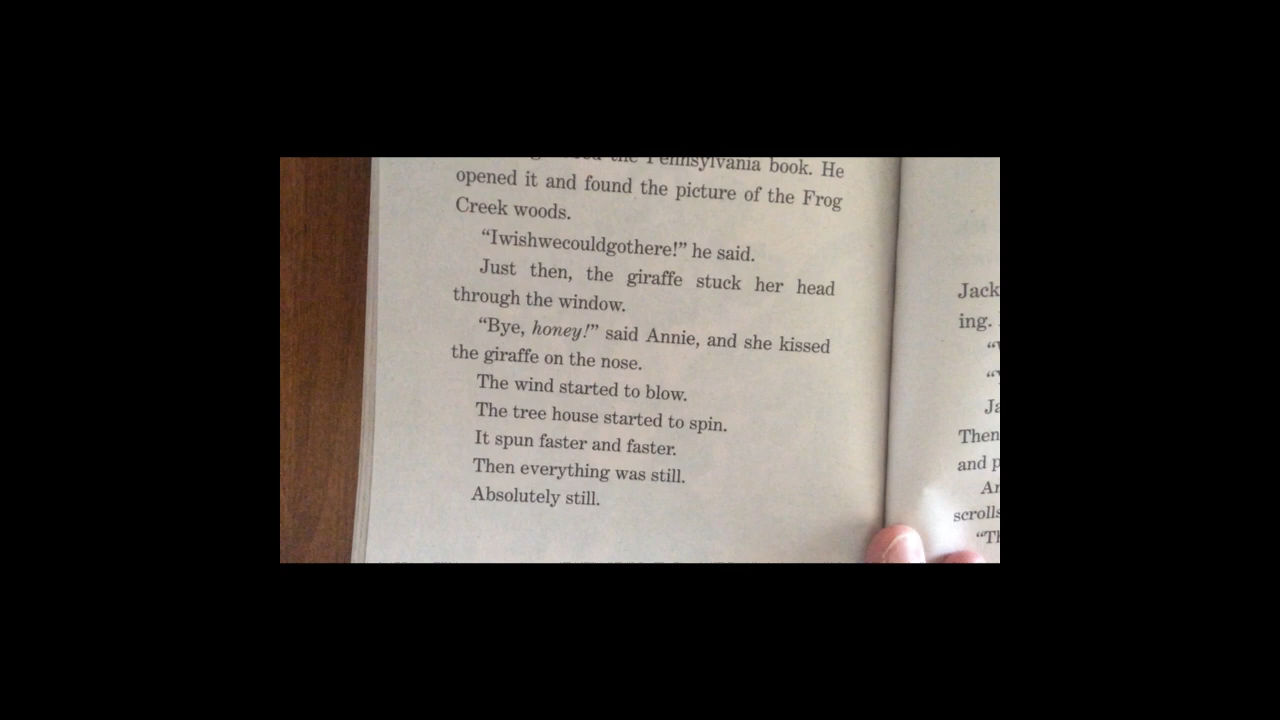 the Pennsylvania book. He
opened it and found the picture of the Frog
Creek woods.
“Iwishwecouldgothere!” he said.
Just then, the giraffe stuck her head
through the window.
“Bye, honey!” said Annie, and she kissed
the giraffe on the nose.
The wind started to blow.
The tree house started to spin.
It spun faster and faster.
Then everything was still.
Absolutely still.
Jack
ing.
Then
and
scrolls